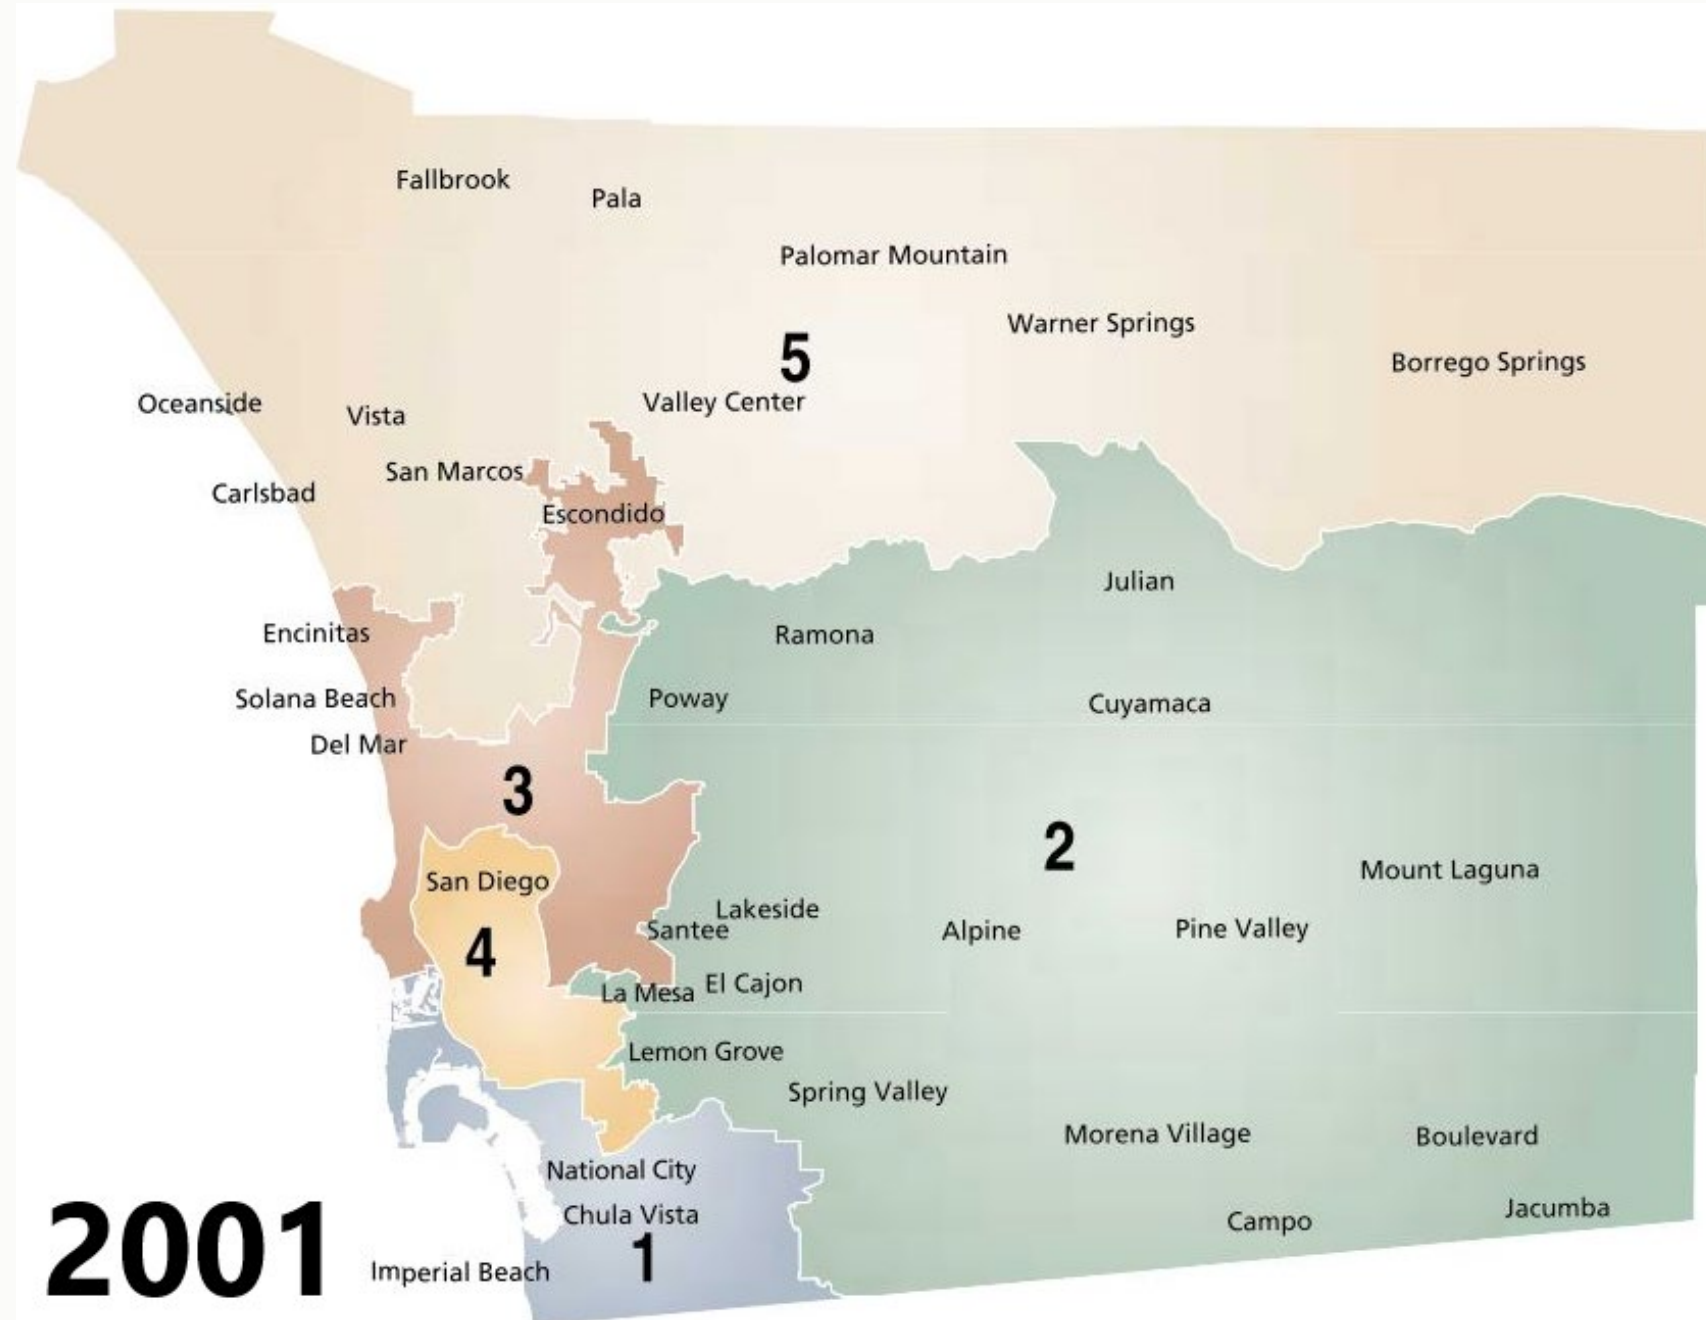 Fallbrook
Pala
Palomar Mountain
Warner Springs
Borrego Springs
5
Valley Center
Oceanside
Vista
San Marcos
Carlsbad
Escondido
Julian
Encinitas
Ramona
Solana Beach
Poway
Cuyamaca
Del Mar
3
2
Mount Laguna
San Diego
Lakeside
Santee
Alpine
Pine Valley
4
La Mesa
El Cajon
Lemon Grove
Spring Valley
Morena Village
Boulevard
National City
Chula Vista
Campo
Jacumba
1
Imperial Beach
2001